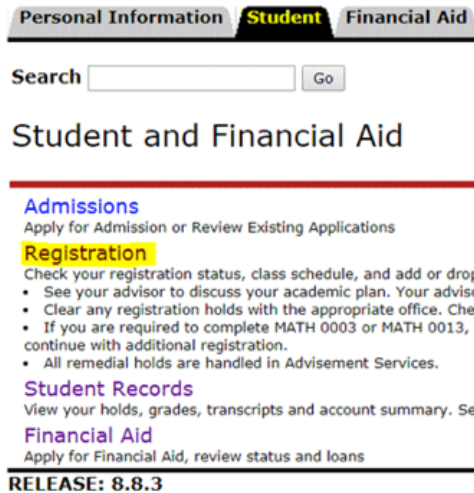 Personal Information Student Financial Aid
Search Go
Student and Financial Aid
Admissions
Apply for Admission or Review Existing Applications
Registration
Check your registration status, class schedule, and add or drop
• See your advisor to discuss your academic plan. Your
• Clear any registration holds with the appropriate office.
• If you are required to complete MATH 0003 or MATH 0013,
continue with additional registration.
• All remedial holds are handled in Advisement Services.
Student Records
View your holds, grades, transcripts and account summary.
Financial Aid
Apply for Financial Aid, review status and loans
RELEASE: 8.8.3